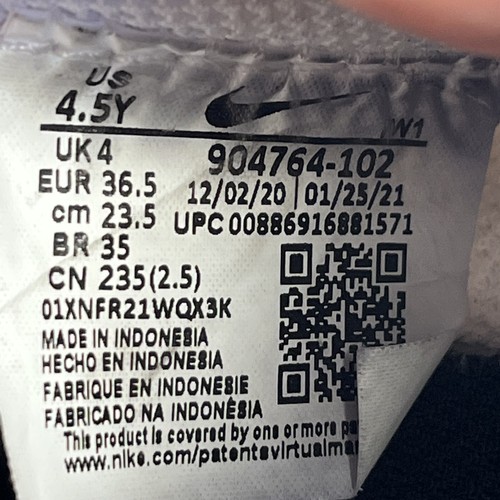 US
4.5Y
W1
UK 4
904764-102
EUR 36.5
12/02/20 | 01/25/21
cm 23.5
UPC 00886916881571
BR 35
CN 235(2.5)
01XNFR21WQX3K
MADE IN INDONESIA
HECHO EN INDONESIA
FABRIQUE EN INDONESIE
FABRICADO NA INDONÊSIA
This product is covered by one or more
www.nike.com/patentsvirtualmar